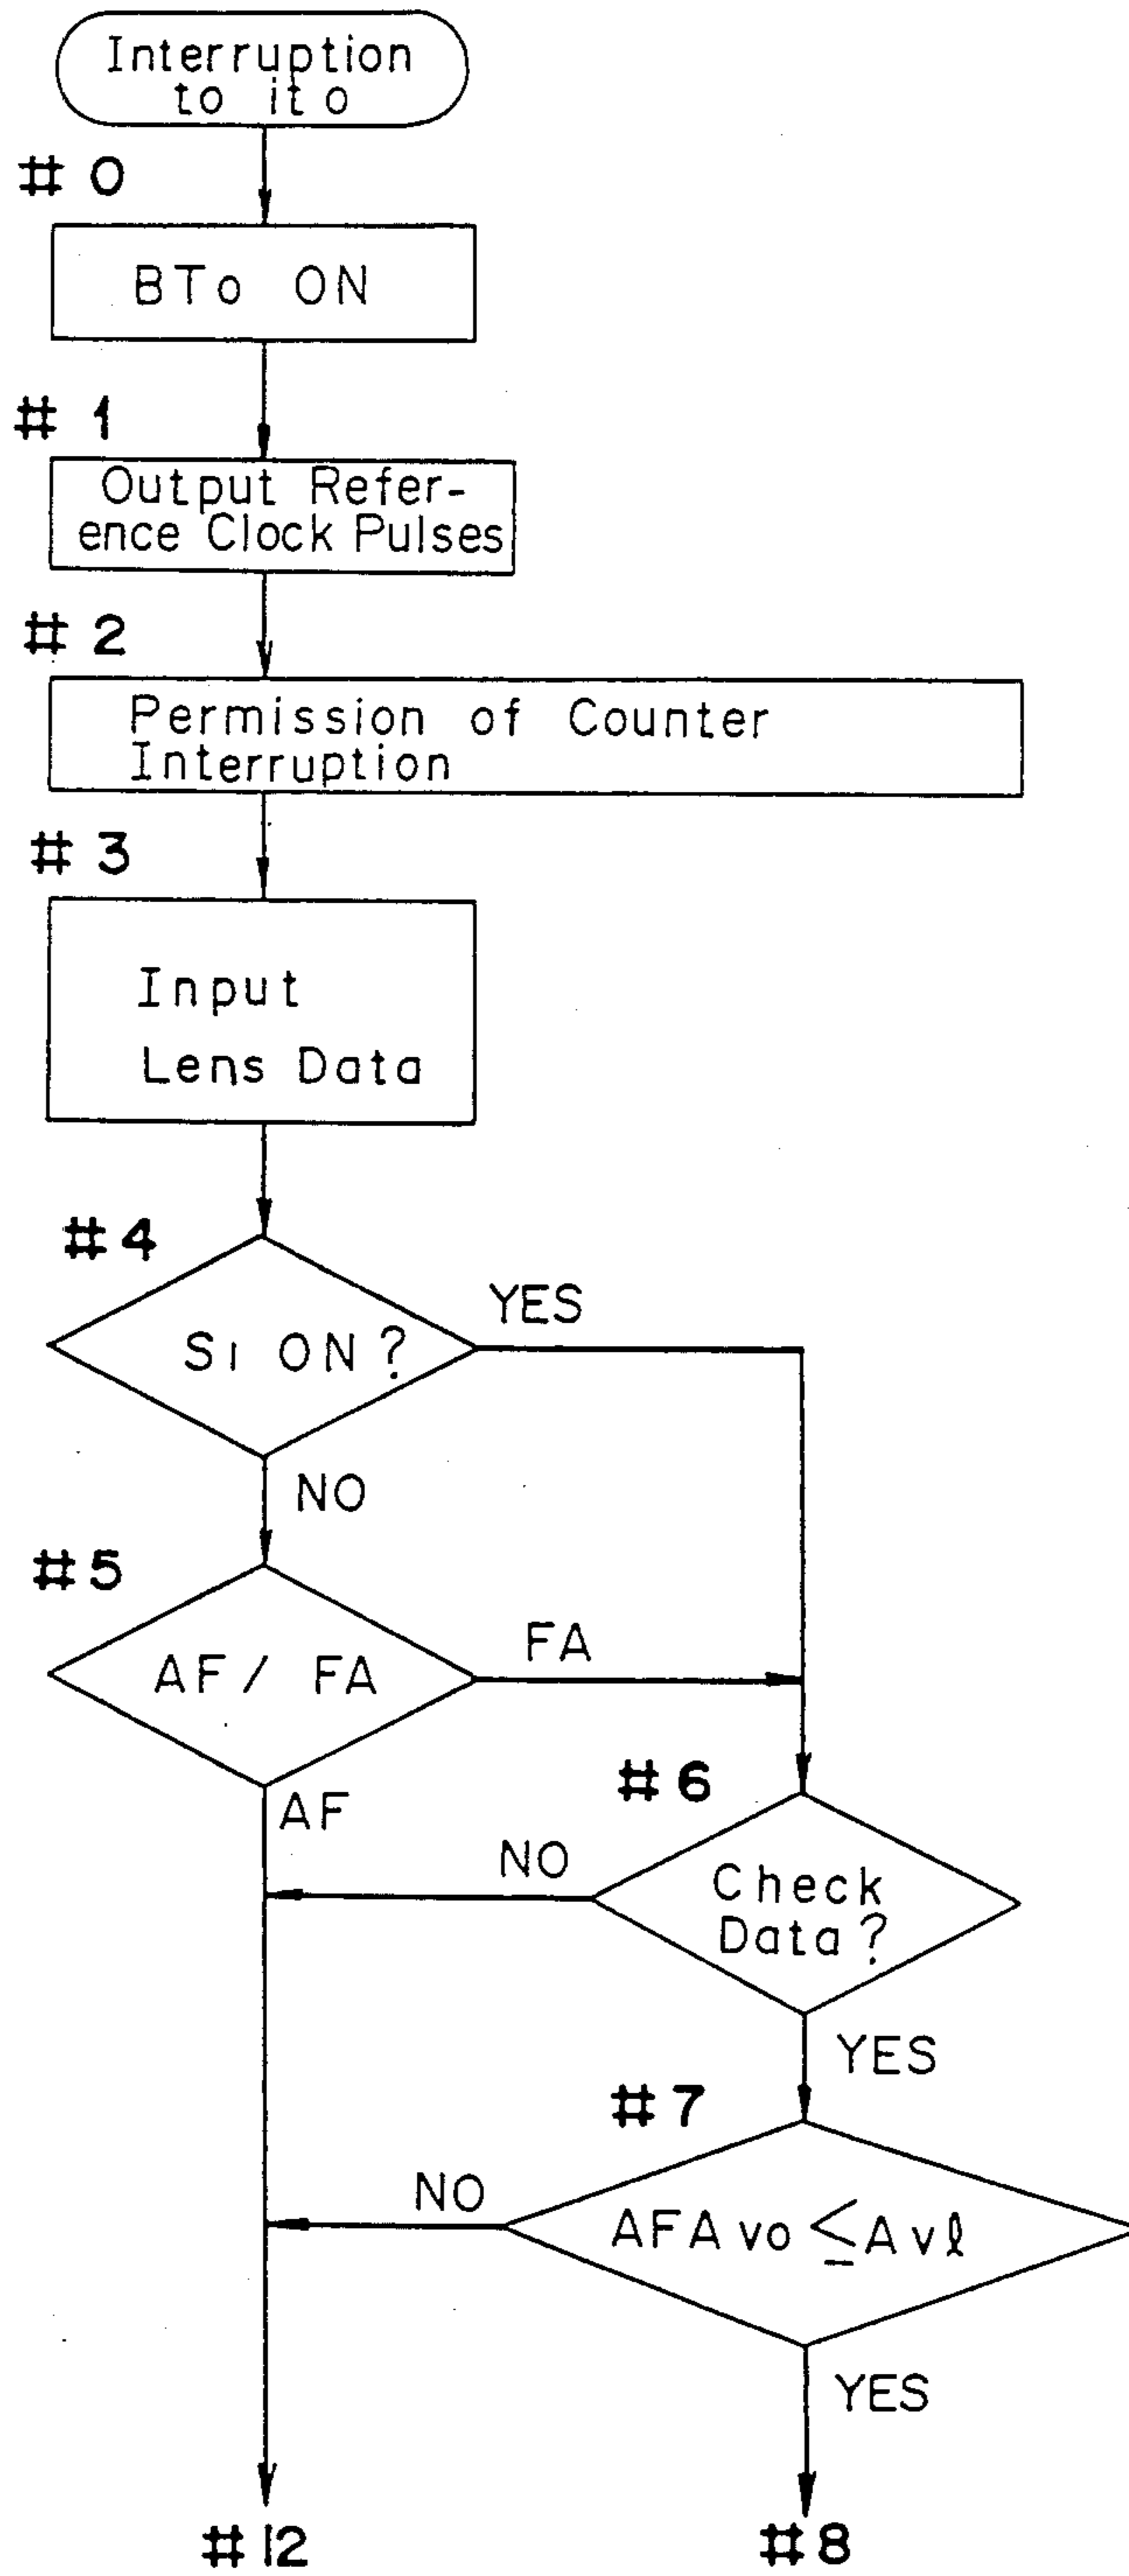 Interruption
to ito
# 0
BTo ON
# 1
Output Refer-
ence Clock Pulses
# 2
Permission of Counter
Interruption
# 3
Input
Lens Data
#4
YES
S1 ON?
NO
#5
FA
AF / FA
#6
AF
NO
Check
Data?
YES
#7
NO
AFAvo ≤ Avℓ
YES
#12
#8